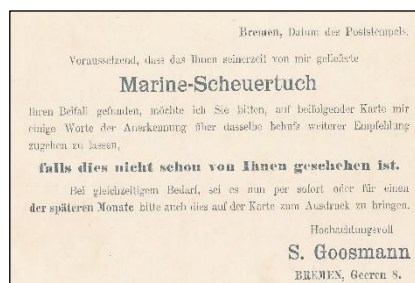 Bremen, Datum des Poststempels.
Voraussetzend, dass das Ihnen seinerzeit von mir gelieferte
Marine-Scheuertuch
Ihren Beifall gefunden, möchte ich Sie bitten, auf beifolgender Karte mir
einige Worte der Anerkennung über dasselbe behufs weiterer Empfehlung
zugehen zu lassen,
falls dies nicht schon von Ihnen geschehen ist.
Bei gleichzeitigem Bedarf, sei es nun per sofort oder für einen
der späteren Monate bitte auch dies auf der Karte zum Ausdruck zu bringen.
Hochachtungsvoll
S. Goosmann
BREMEN, Geeren 8.